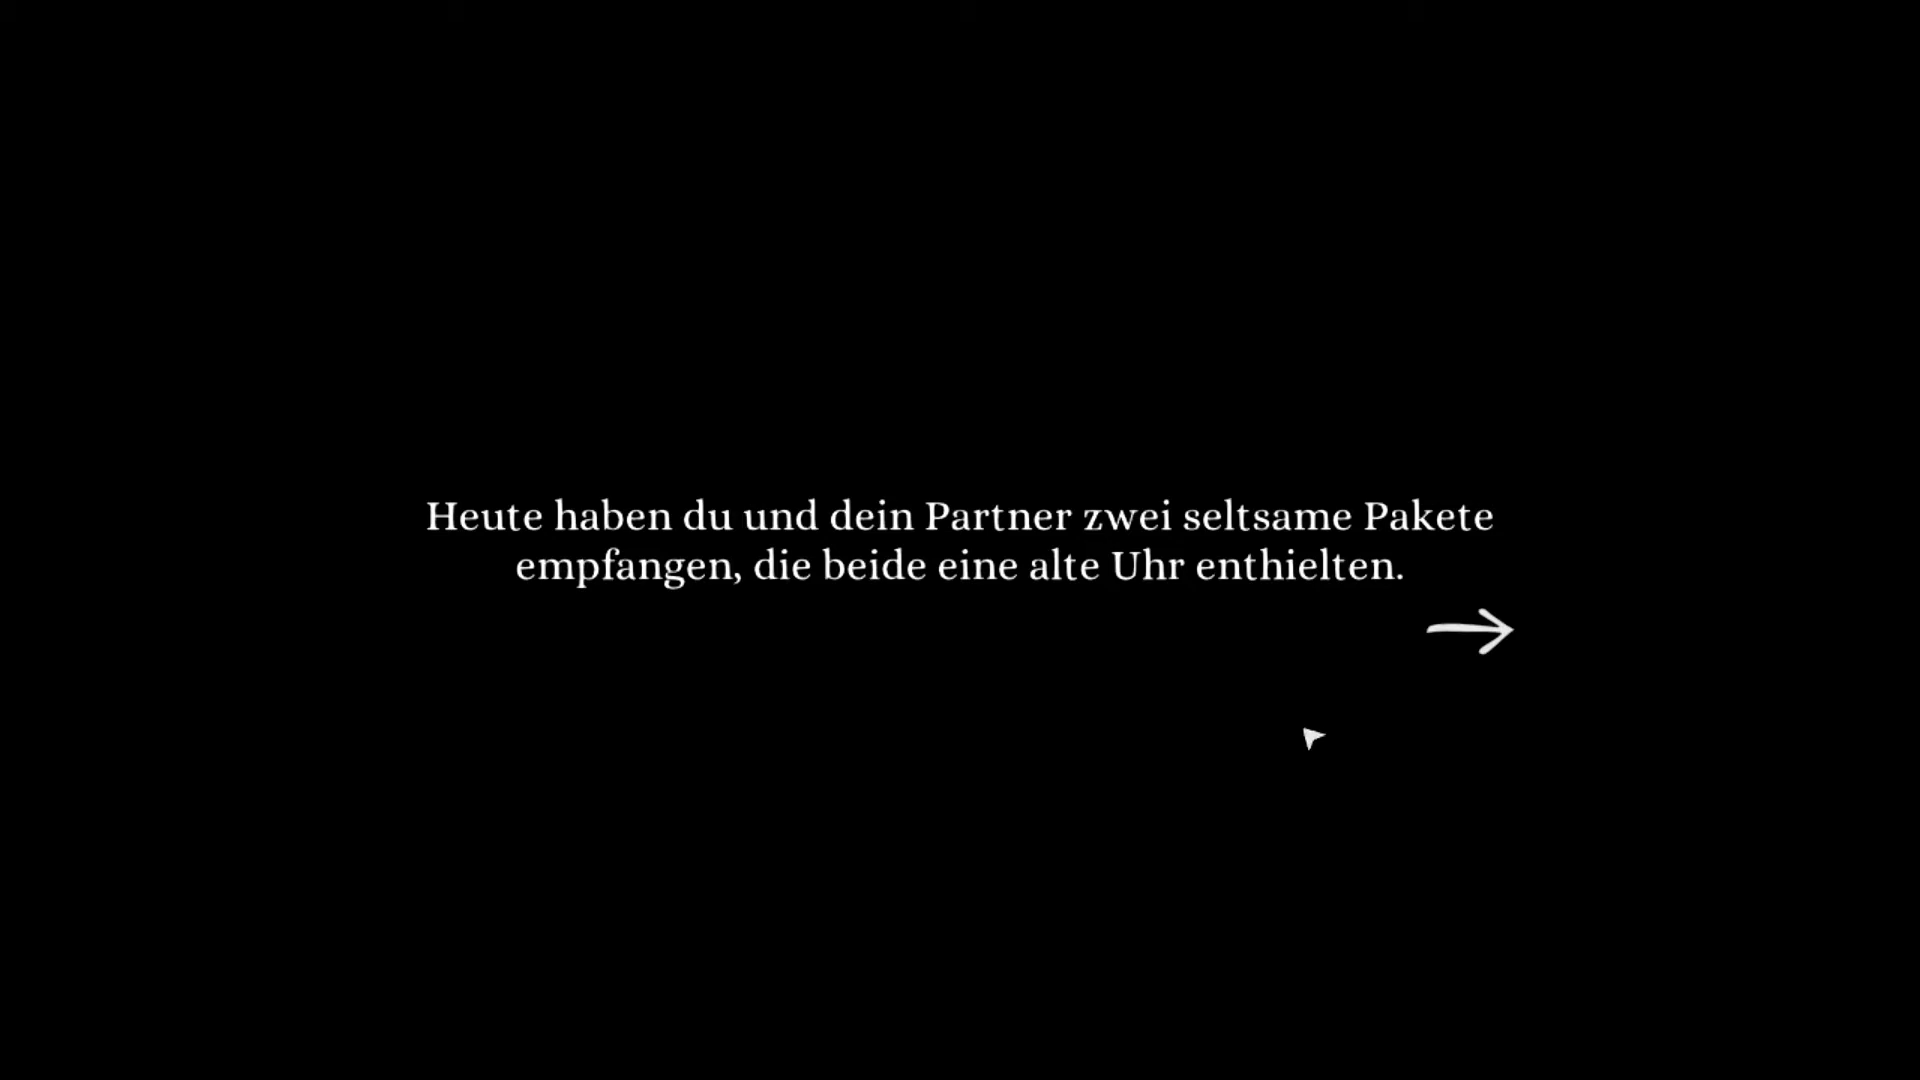 Heute haben du und dein Partner zwei seltsame Pakete
empfangen, die beide eine alte Uhr enthielten.